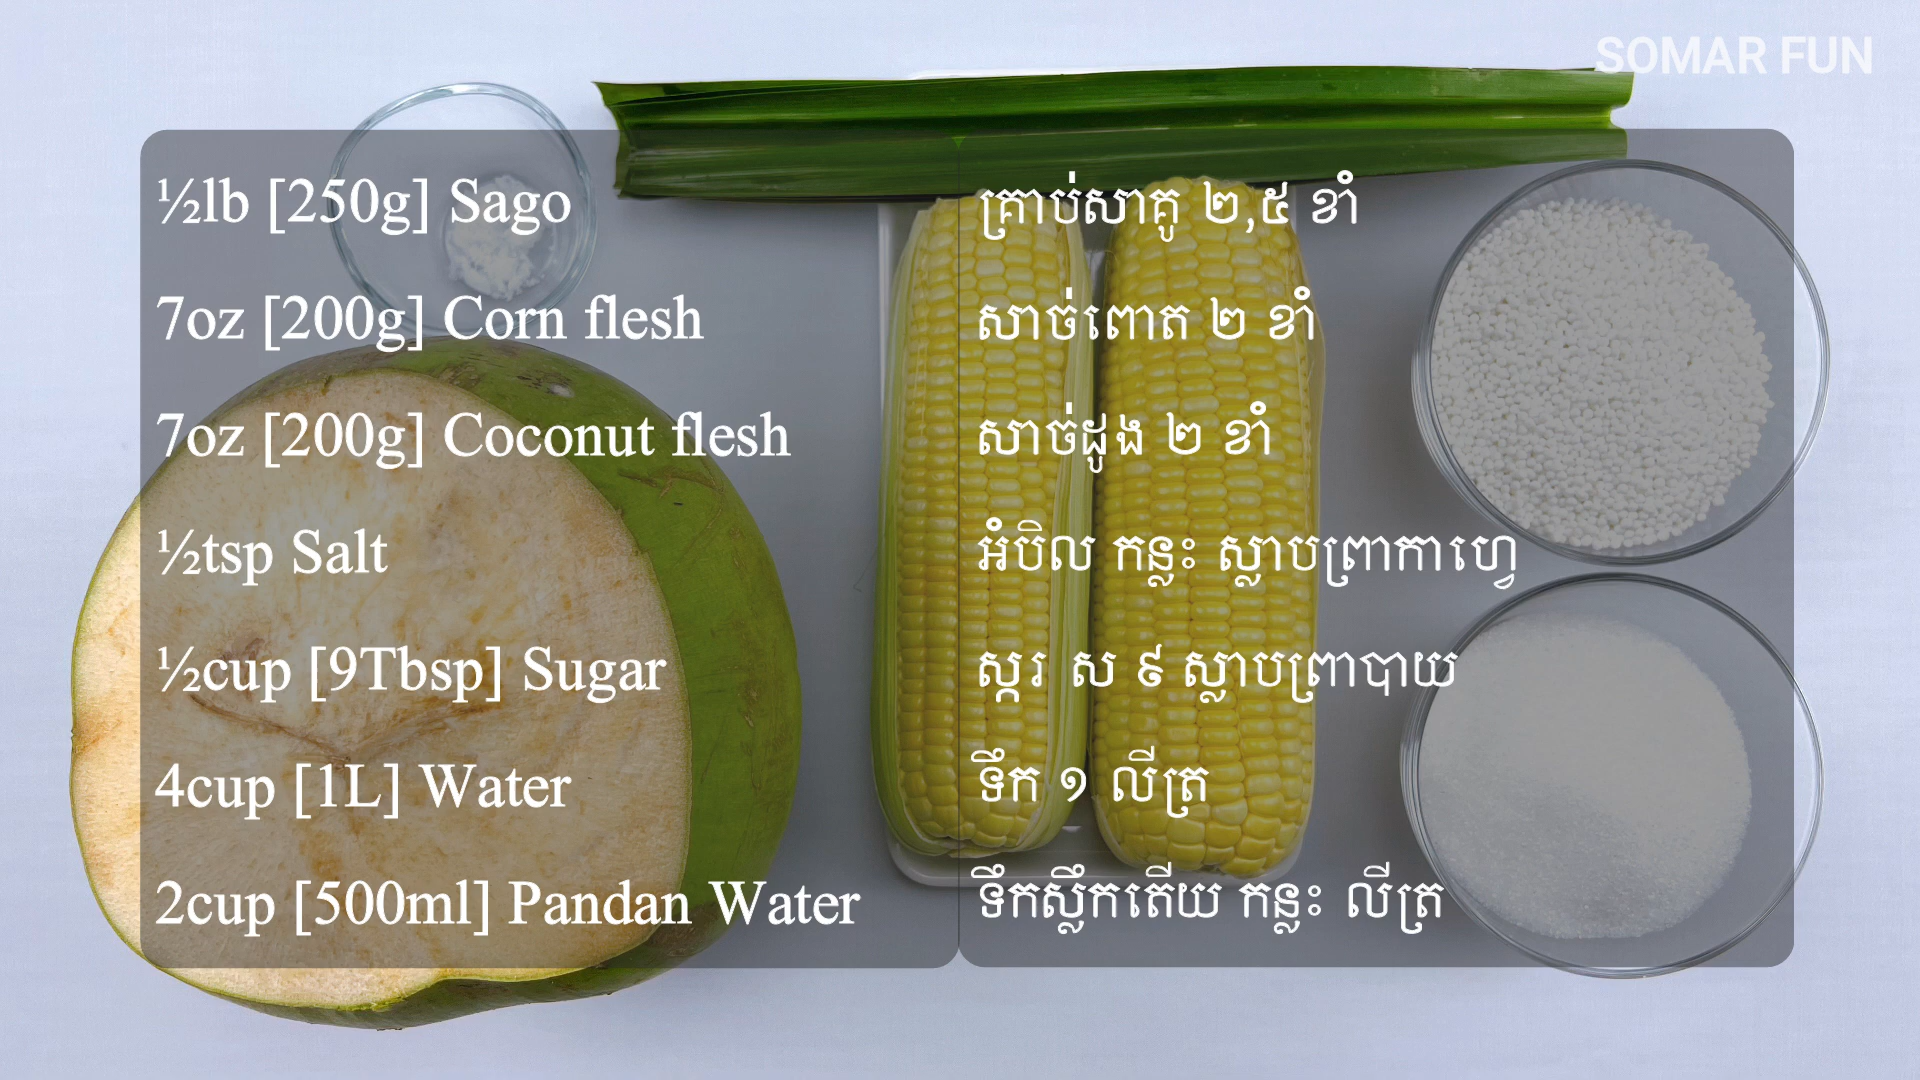 SOMAR FUN
½lb [250g] Sago
7oz [200g] Corn flesh
7oz [200g] Coconut flesh
½tsp Salt
½cup [9Tbsp] Sugar
4cup [1L] Water
2cup [500ml] Pandan Water
គ្រាប់សាគូ ២,៥ ខាំ
សាច់ពោត ២ ខាំ
សាច់ដូង ២ ខាំ
អំបិល កន្លះ ស្លាបព្រាកាហ្វេ
ស្ករ ស ៩ ស្លាបព្រាបាយ
ទឹក ១ លីត្រ
ទឹកស្លឹកតើយ កន្លះ លីត្រ